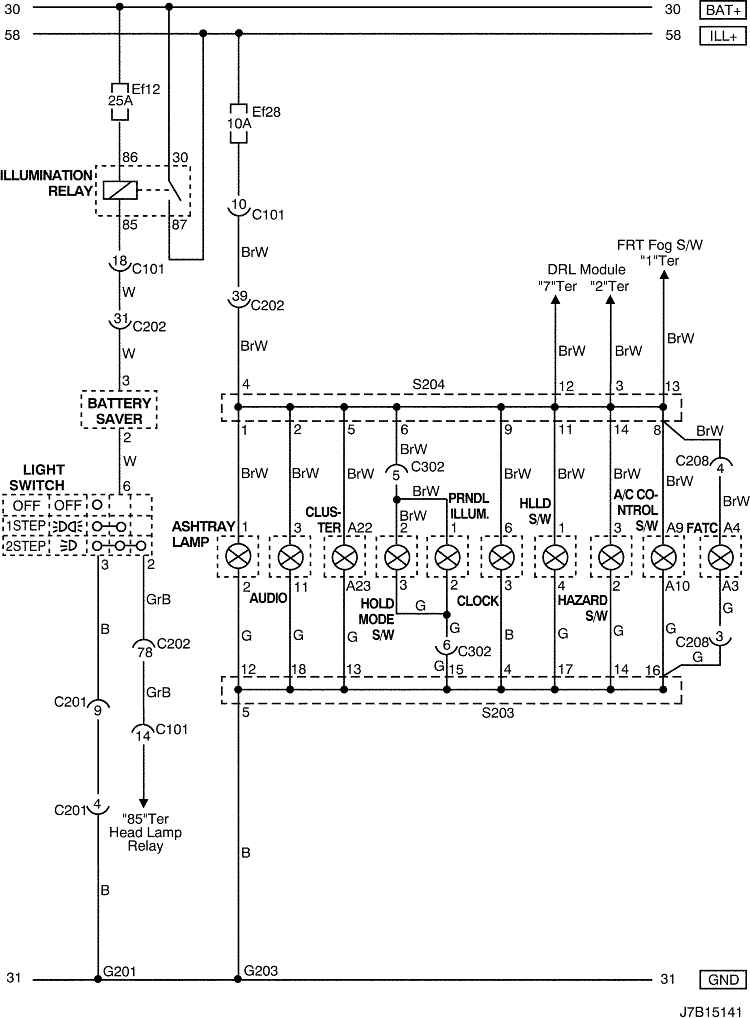 30 30 BAT+
58 58 ILL+
Ef12
25A
Ef28
10A
86 30
ILLUMINATION
RELAY
85 87
10
C101
18
C101
BrW
W
39
C202
31
C202
W
BrW
FRT Fog S/W
"1"Ter
DRL Module
"7"Ter "2"Ter
BrW BrW BrW
3
BATTERY
SAVER
2
W
6
4 S204 12 3 13
1 2 5 6 9 11 14 8
BrW
BrW
C302
5
C208
4
BrW BrW BrW BrW BrW BrW BrW BrW
BrW
BrW
LIGHT
SWITCH
OFF OFF
1STEP
2STEP
3 2
ASHTRAY
LAMP
CLUS-
TER
PRNDL
ILLUM.
HLLD
S/W
A/C CO-
NTROL
S/W
FATC
1 3 A22 2 1 6 1 3 A9 A4
2 11 A23 3 2 3 4 2 A10 A3
AUDIO
HOLD
MODE
S/W
CLOCK
HAZARD
S/W
G
G G G G B G G G G
6
C302
G
C208
3
G
12 18 13 15 4 17 14 16
5 S203
B GrB
C202
78
GrB
C201
9
C101
14
C201
4
"85"Ter
Head Lamp
Relay
B
B
31 G201 G203 31 GND
J7B15141